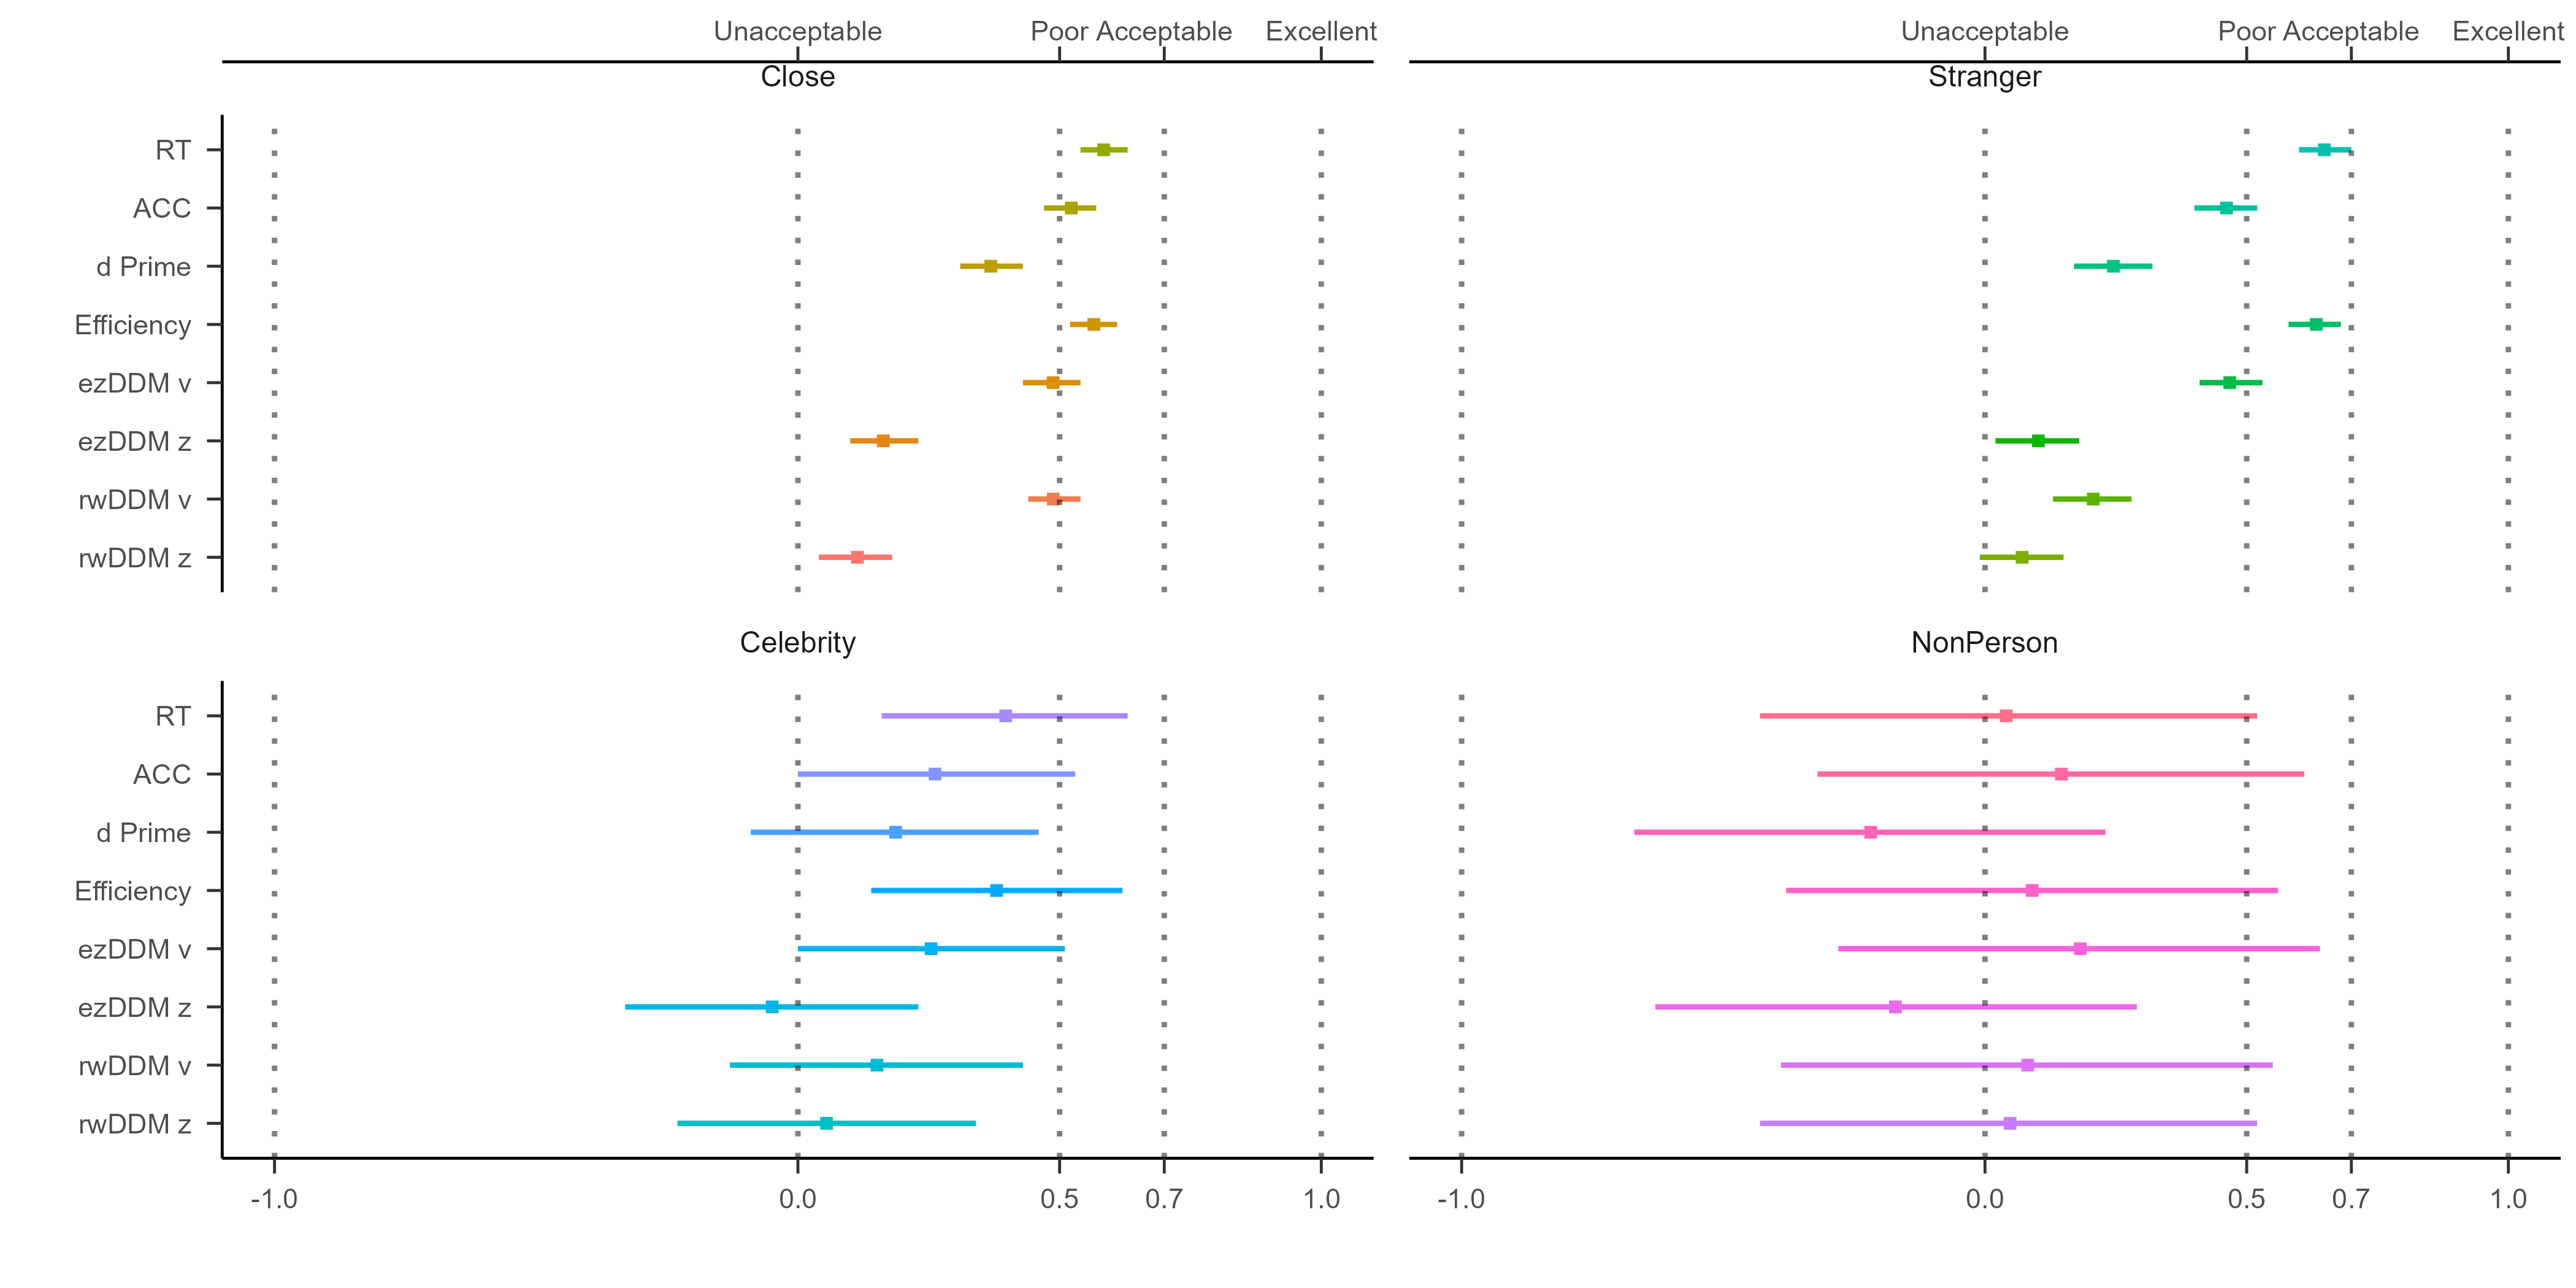 Unacceptable Poor Acceptable Excellent Unacceptable Poor Acceptable Excellent
Close Stranger
RT
ACC
d Prime
Efficiency
ezDDM v
ezDDM z
rwDDM v
rwDDM z
Celebrity NonPerson
RT
ACC
d Prime
Efficiency
ezDDM v
ezDDM z
rwDDM v
rwDDM z
-1.0 0.0 0.5 0.7 1.0 -1.0 0.0 0.5 0.7 1.0